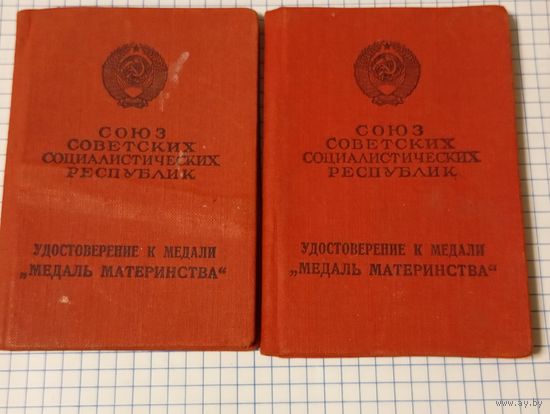 СОЮЗ
СОВЕТСКИХ
СОЦИАЛИСТИЧЕСКИХ
РЕСПУБЛИК
УДОСТОВЕРЕНИЕ К МЕДАЛИ
„МЕДАЛЬ МАТЕРИНСТВА“
СОЮЗ
СОВЕТСКИХ
СОЦИАЛИСТИЧЕСКИХ
РЕСПУБЛИК
УДОСТОВЕРЕНИЕ К МЕДАЛИ
„МЕДАЛЬ МАТЕРИНСТВА“
www.ay.by